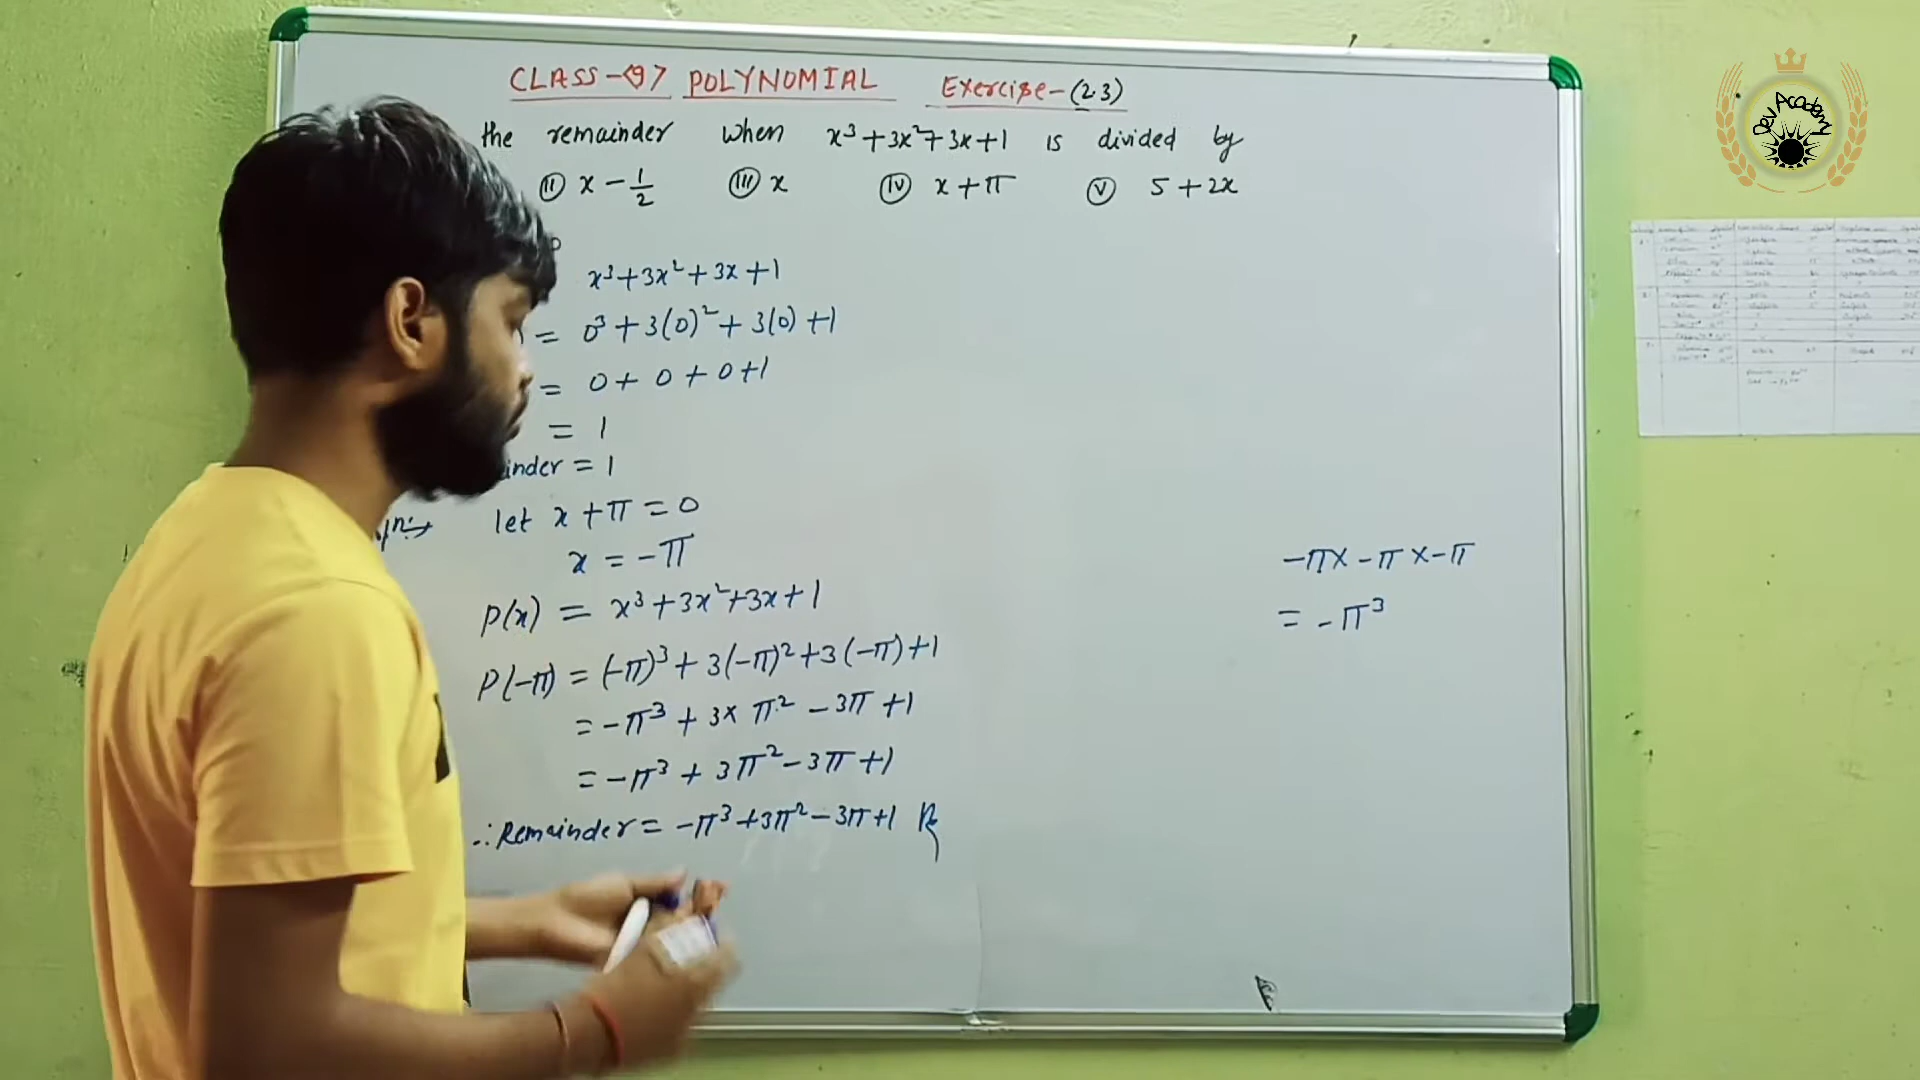 CLASS-<9> POLYNOMIAL Exercise-(2.3)
the remainder when x³+3x²+3x+1 is divided by
(ii) x-1/2 (iii) x (iv) x+π (v) 5+2x
x³+3x²+3x+1
= 0³+3(0)²+3(0)+1
= 0+0+0+1
= 1
inder = 1
let x+π = 0
x = -π
P(x) = x³+3x²+3x+1
P(-π) = (-π)³+3(-π)²+3(-π)+1
= -π³+3×π²-3π+1
= -π³+3π²-3π+1
∴Remainder = -π³+3π²-3π+1
-π×-π×-π
= -π³
Dev Academy